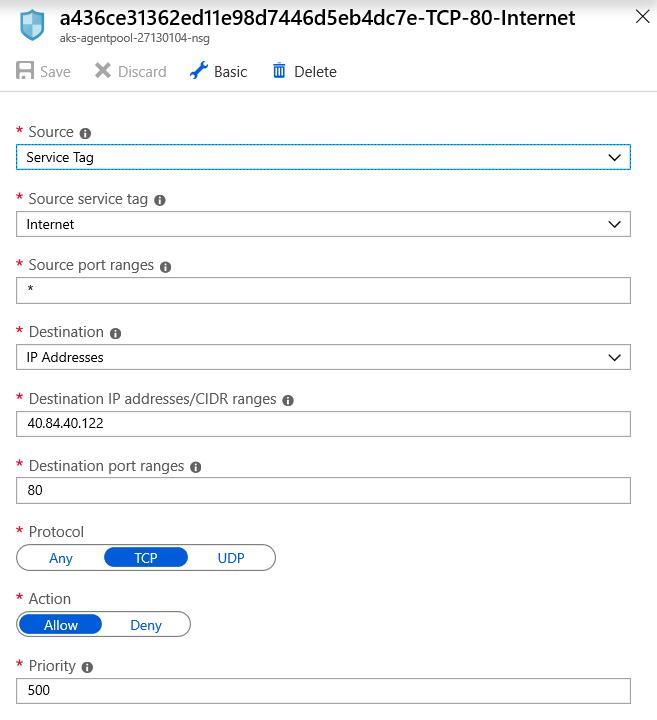 a436ce31362ed11e98d7446d5eb4dc7e-TCP-80-Internet
aks-agentpool-27130104-nsg
Save Discard Basic Delete
* Source
Service Tag
* Source service tag
Internet
* Source port ranges
*
* Destination
IP Addresses
* Destination IP addresses/CIDR ranges
40.84.40.122
* Destination port ranges
80
* Protocol
Any TCP UDP
* Action
Allow Deny
* Priority
500